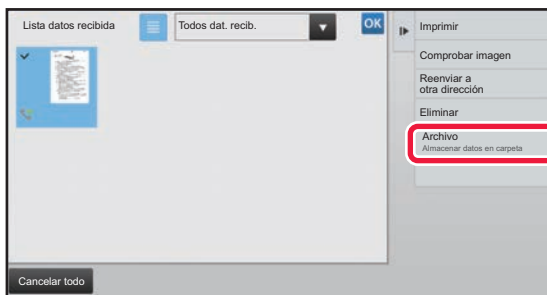 Lista datos recibida
Todos dat. recib.
OK
Imprimir
Comprobar imagen
Reenviar a
otra dirección
Eliminar
Archivo
Almacenar datos en carpeta
Cancelar todo